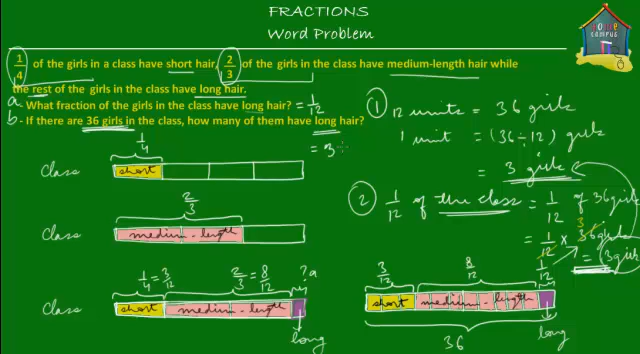 FRACTIONS
Word Problem
home campus
1/4 of the girls in a class have short hair, 2/3 of the girls in the class have medium-length hair while
the rest of the girls in the class have long hair.
a. What fraction of the girls in the class have long hair? = 1/12
b- If there are 36 girls in the class, how many of them have long hair?
= 3
1/4
Class short
2/3
Class medium-length
1/4 = 3/12 2/3 = 8/12 ? a
Class short medium-length
long
1 12 units = 36 girls
1 unit = (36 ÷ 12) girls
= 3 girls
2 1/12 of the class = 1/12 of 36 girls
= 1/12 × 36 girls 3
= 3 girls
3/12 8/12 1/12
short medium-length
36 long